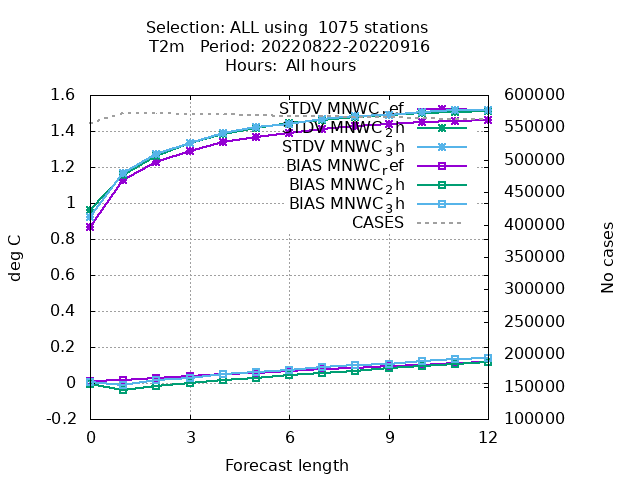 Selection: ALL using  1075 stations
T2m   Period: 20220822-20220916
Hours:  All hours
1.6
1.4
1.2
1
0.8
0.6
0.4
0.2
0
-0.2
deg C
600000
550000
500000
450000
400000
350000
300000
250000
200000
150000
100000
No cases
STDV MNWC_ref
STDV MNWC_2h
STDV MNWC_3h
BIAS MNWC_ref
BIAS MNWC_2h
BIAS MNWC_3h
CASES
0 3 6 9 12
Forecast length